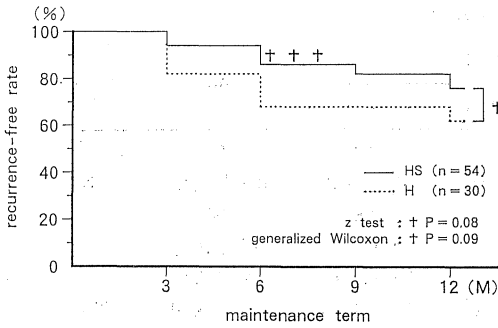 (%)
100
80
60
40
20
0
recurrence-free rate
† † †
†
HS (n=54)
H (n=30)
z test : † P=0.08
generalized Wilcoxon : † P=0.09
3 6 9 12 (M)
maintenance term